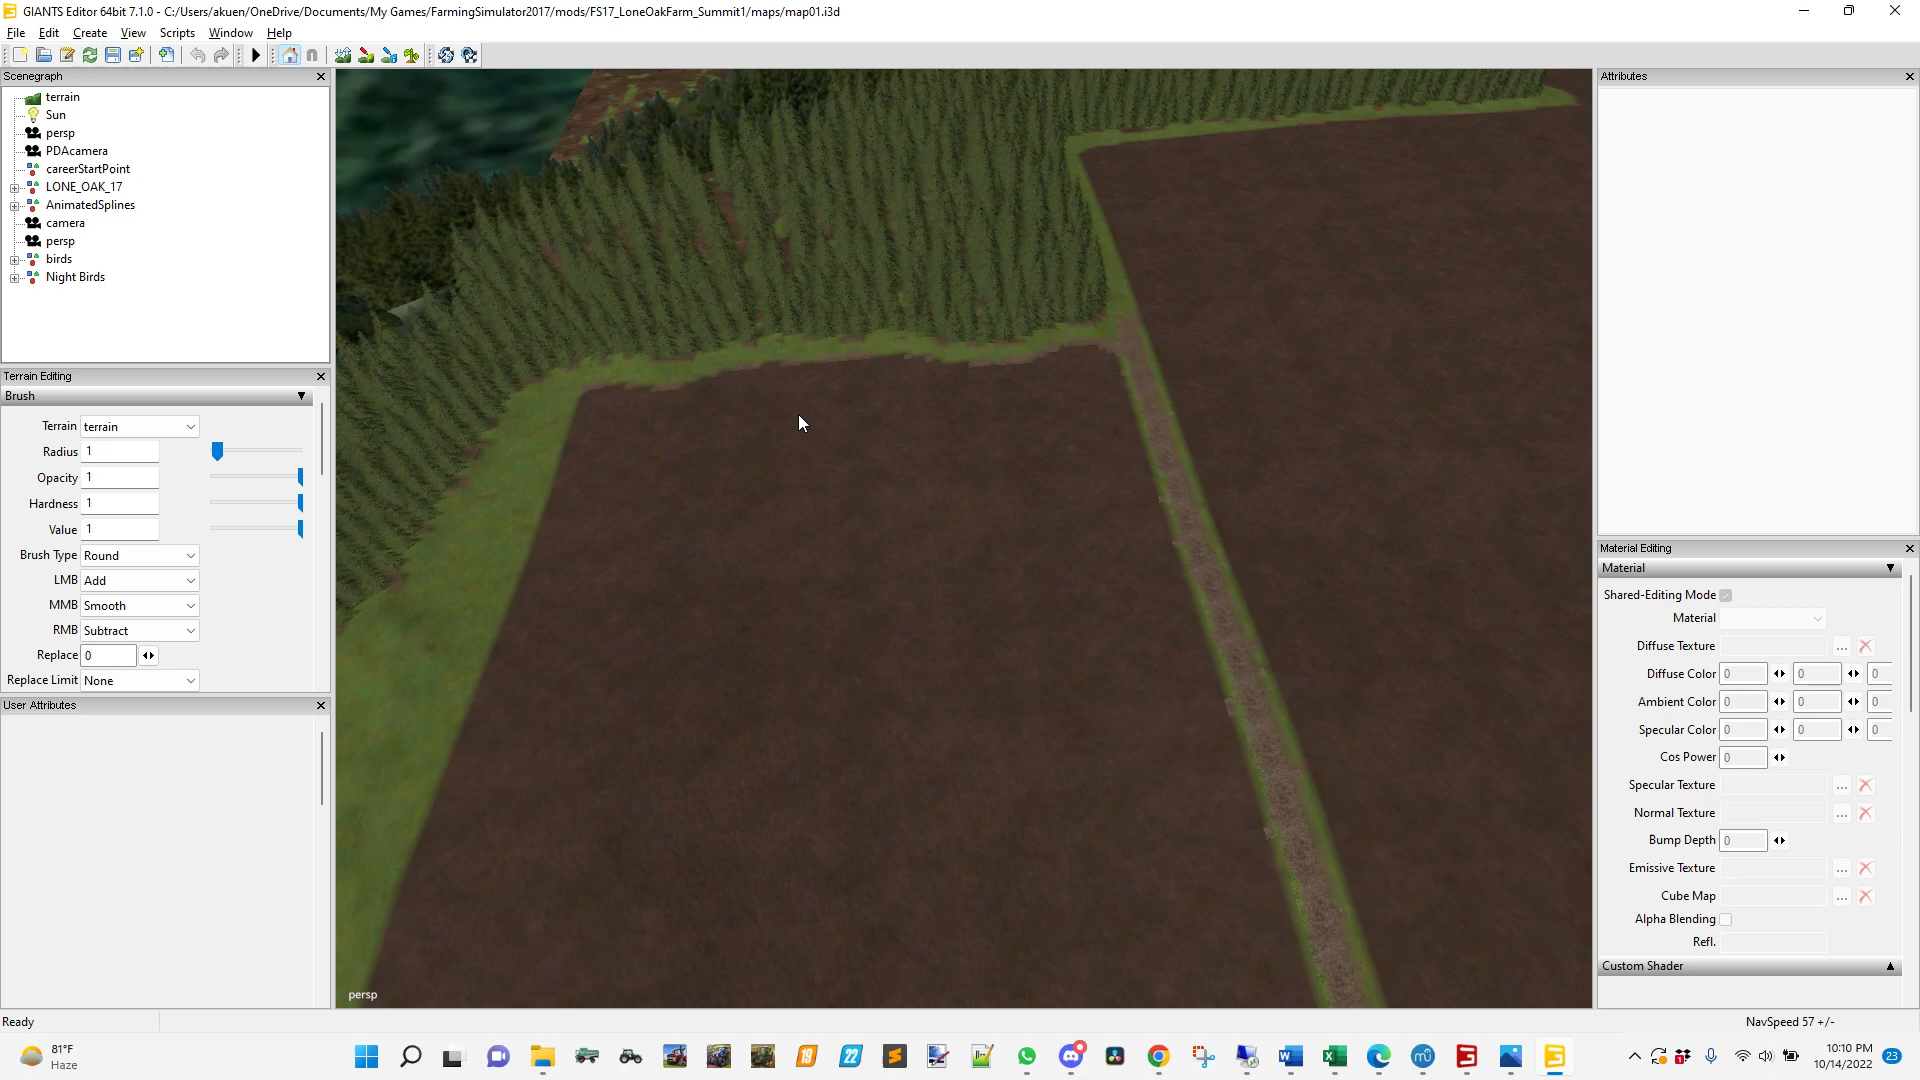 GIANTS Editor 64bit 7.1.0 - C:/Users/akuen/OneDrive/Documents/My Games/FarmingSimulator2017/mods/FS17_LoneOakFarm_Summit1/maps/map01.i3d
File Edit Create View Scripts Window Help
Scenegraph
terrain
Sun
persp
PDAcamera
careerStartPoint
LONE_OAK_17
AnimatedSplines
camera
persp
birds
Night Birds
Terrain Editing
Brush
Terrain terrain
Radius 1
Opacity 1
Hardness 1
Value 1
Brush Type Round
LMB Add
MMB Smooth
RMB Subtract
Replace 0
Replace Limit None
User Attributes
persp
Attributes
Material Editing
Material
Shared-Editing Mode
Material
Diffuse Texture ...
Diffuse Color 0 0 0
Ambient Color 0 0 0
Specular Color 0 0 0
Cos Power 0
Specular Texture ...
Normal Texture ...
Bump Depth 0
Emissive Texture ...
Cube Map ...
Alpha Blending
Refl.
Custom Shader
Ready
NavSpeed 57 +/-
81°F
Haze
19
22
10:10 PM
10/14/2022
23